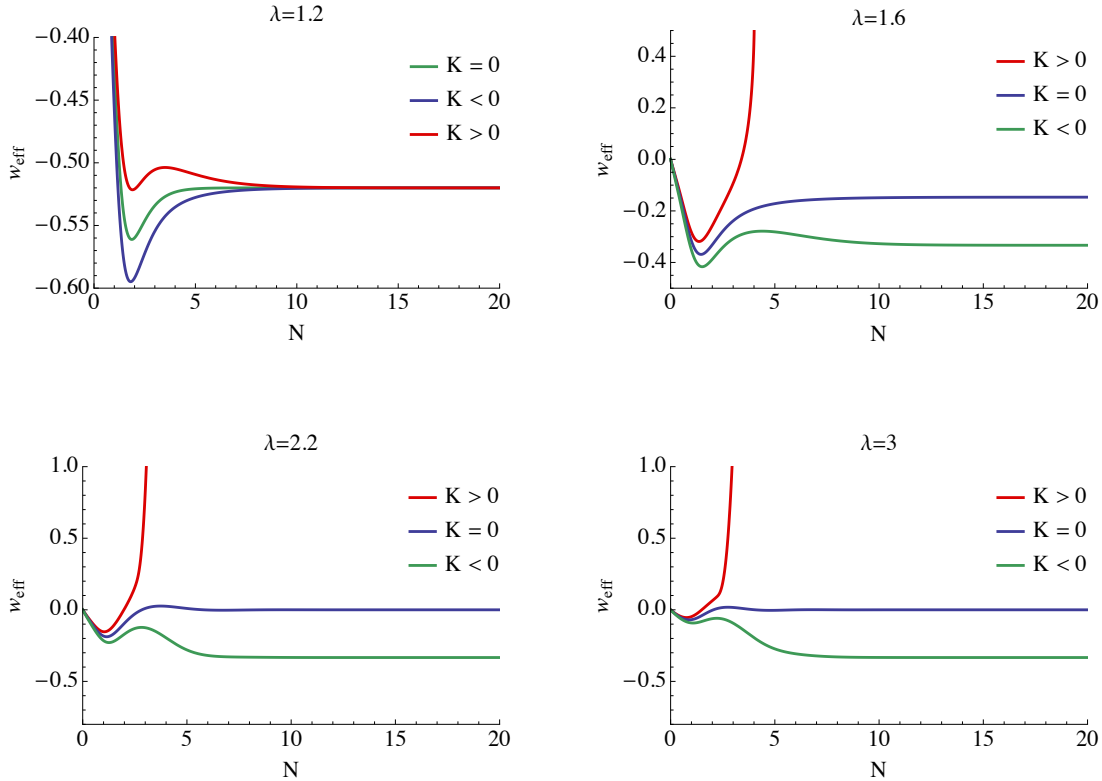 λ=1.2
−0.40
−0.45
−0.50
−0.55
−0.60
w_eff
0 5 10 15 20
N
K = 0
K < 0
K > 0
λ=1.6
0.4
0.2
0.0
−0.2
−0.4
w_eff
0 5 10 15 20
N
K > 0
K = 0
K < 0
λ=2.2
1.0
0.5
0.0
−0.5
w_eff
0 5 10 15 20
N
K > 0
K = 0
K < 0
λ=3
1.0
0.5
0.0
−0.5
w_eff
0 5 10 15 20
N
K > 0
K = 0
K < 0